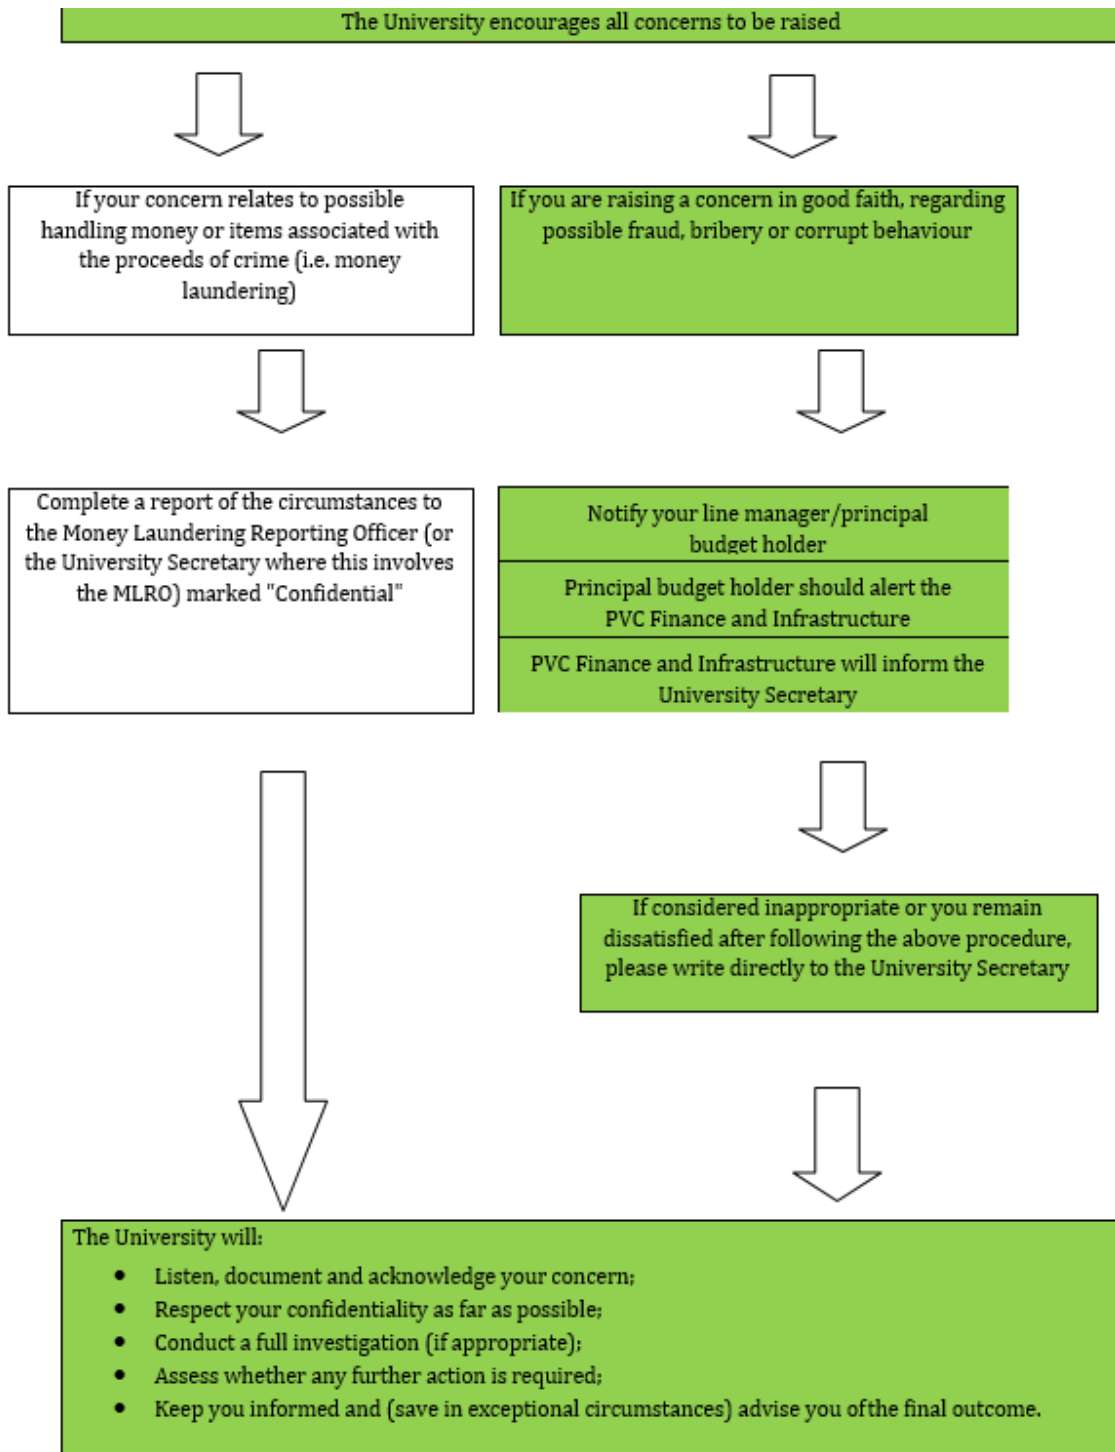 The University encourages all concerns to be raised
If your concern relates to possible
handling money or items associated with
the proceeds of crime (i.e. money
laundering)
If you are raising a concern in good faith, regarding
possible fraud, bribery or corrupt behaviour
Complete a report of the circumstances to
the Money Laundering Reporting Officer (or
the University Secretary where this involves
the MLRO) marked "Confidential"
Notify your line manager/principal
budget holder
Principal budget holder should alert the
PVC Finance and Infrastructure
PVC Finance and Infrastructure will inform the
University Secretary
If considered inappropriate or you remain
dissatisfied after following the above procedure,
please write directly to the University Secretary
The University will:
• Listen, document and acknowledge your concern;
• Respect your confidentiality as far as possible;
• Conduct a full investigation (if appropriate);
• Assess whether any further action is required;
• Keep you informed and (save in exceptional circumstances) advise you of the final outcome.